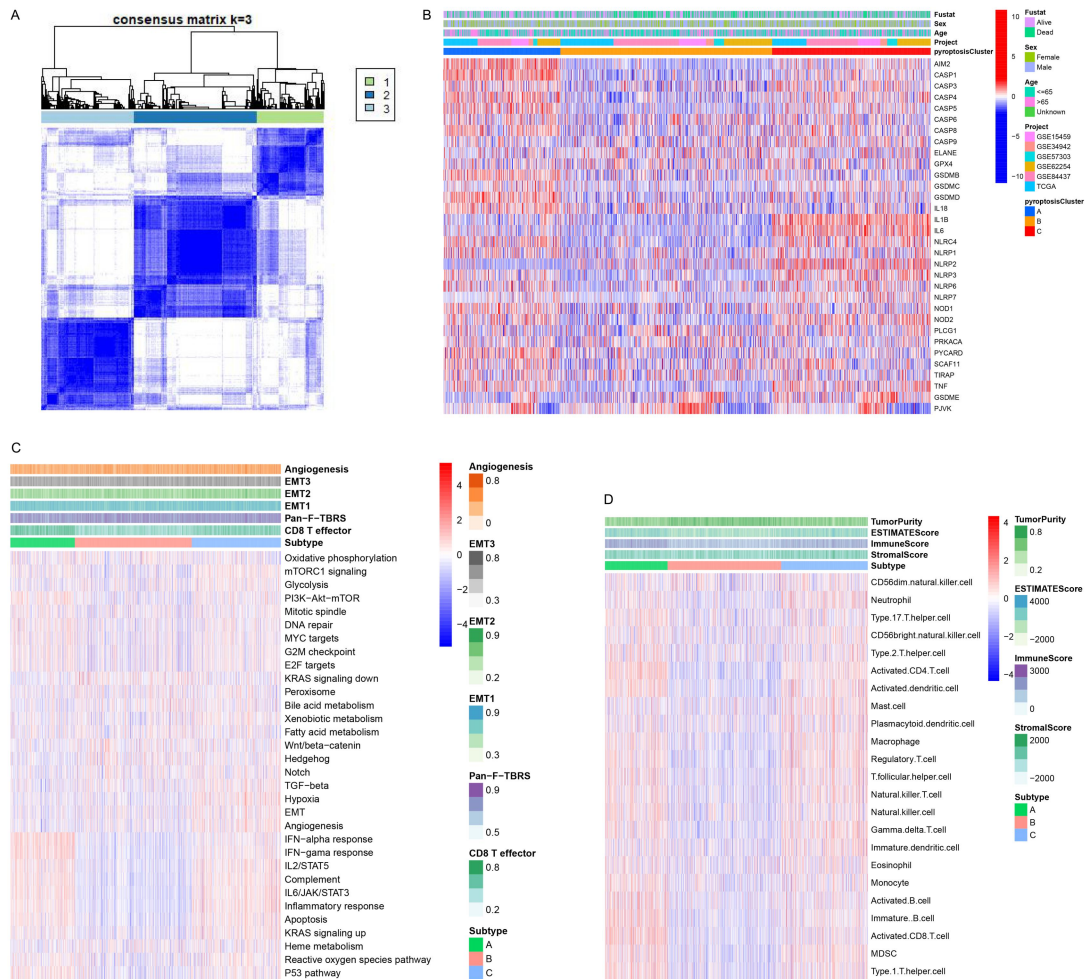 A
consensus matrix k=3
1
2
3
B
Fustat
Sex
Age
Project
pyroptosisCluster
AIM2
CASP1
CASP3
CASP4
CASP5
CASP6
CASP8
CASP9
ELANE
GPX4
GSDMB
GSDMC
GSDMD
IL18
IL1B
IL6
NLRC4
NLRP1
NLRP2
NLRP3
NLRP6
NLRP7
NOD1
NOD2
PLCG1
PRKACA
PYCARD
SCAF11
TIRAP
TNF
GSDME
PJVK
10
5
0
−5
−10
Fustat
Alive
Dead
Sex
Female
Male
Age
<=65
>65
Unknown
Project
GSE15459
GSE34942
GSE57303
GSE62254
GSE84437
TCGA
pyroptosisCluster
A
B
C
C
Angiogenesis
EMT3
EMT2
EMT1
Pan−F−TBRS
CD8 T effector
Subtype
Oxidative phosphorylation
mTORC1 signaling
Glycolysis
PI3K−Akt−mTOR
Mitotic spindle
DNA repair
MYC targets
G2M checkpoint
E2F targets
KRAS signaling down
Peroxisome
Bile acid metabolism
Xenobiotic metabolism
Fatty acid metabolism
Wnt/beta−catenin
Hedgehog
Notch
TGF−beta
Hypoxia
EMT
Angiogenesis
IFN−alpha response
IFN−gama response
IL2/STAT5
Complement
IL6/JAK/STAT3
Inflammatory response
Apoptosis
KRAS signaling up
Heme metabolism
Reactive oxygen species pathway
P53 pathway
4
2
0
−2
−4
Angiogenesis
0.8
0
EMT3
0.8
0.3
EMT2
0.9
0.2
EMT1
0.9
0.3
Pan−F−TBRS
0.9
0.5
CD8 T effector
0.8
0.2
Subtype
A
B
C
D
TumorPurity
ESTIMATEScore
ImmuneScore
StromalScore
Subtype
CD56dim.natural.killer.cell
Neutrophil
Type.17.T.helper.cell
CD56bright.natural.killer.cell
Type.2.T.helper.cell
Activated.CD4.T.cell
Activated.dendritic.cell
Mast.cell
Plasmacytoid.dendritic.cell
Macrophage
Regulatory.T.cell
T.follicular.helper.cell
Natural.killer.T.cell
Natural.killer.cell
Gamma.delta.T.cell
Immature.dendritic.cell
Eosinophil
Monocyte
Activated.B.cell
Immature..B.cell
Activated.CD8.T.cell
MDSC
Type.1.T.helper.cell
4
2
0
−2
−4
TumorPurity
0.8
0.2
ESTIMATEScore
4000
−2000
ImmuneScore
3000
0
StromalScore
2000
−2000
Subtype
A
B
C